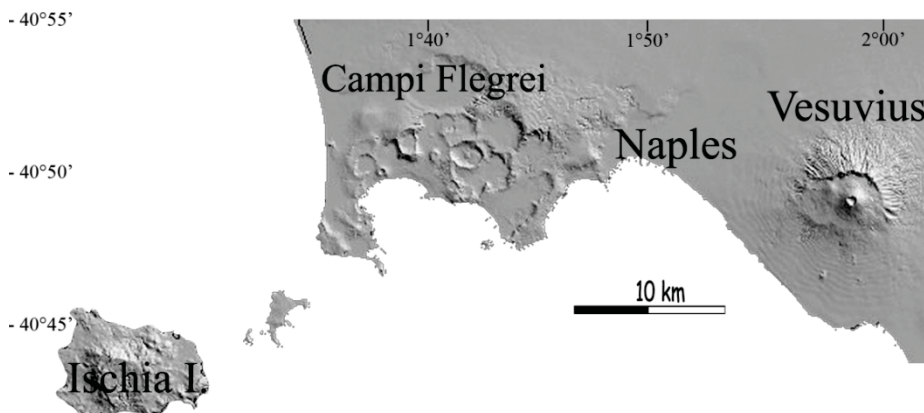 - 40°55’
1°40’ 1°50’ 2°00’
Campi Flegrei
Vesuvius
Naples
- 40°50’
10 km
- 40°45’
Ischia I.